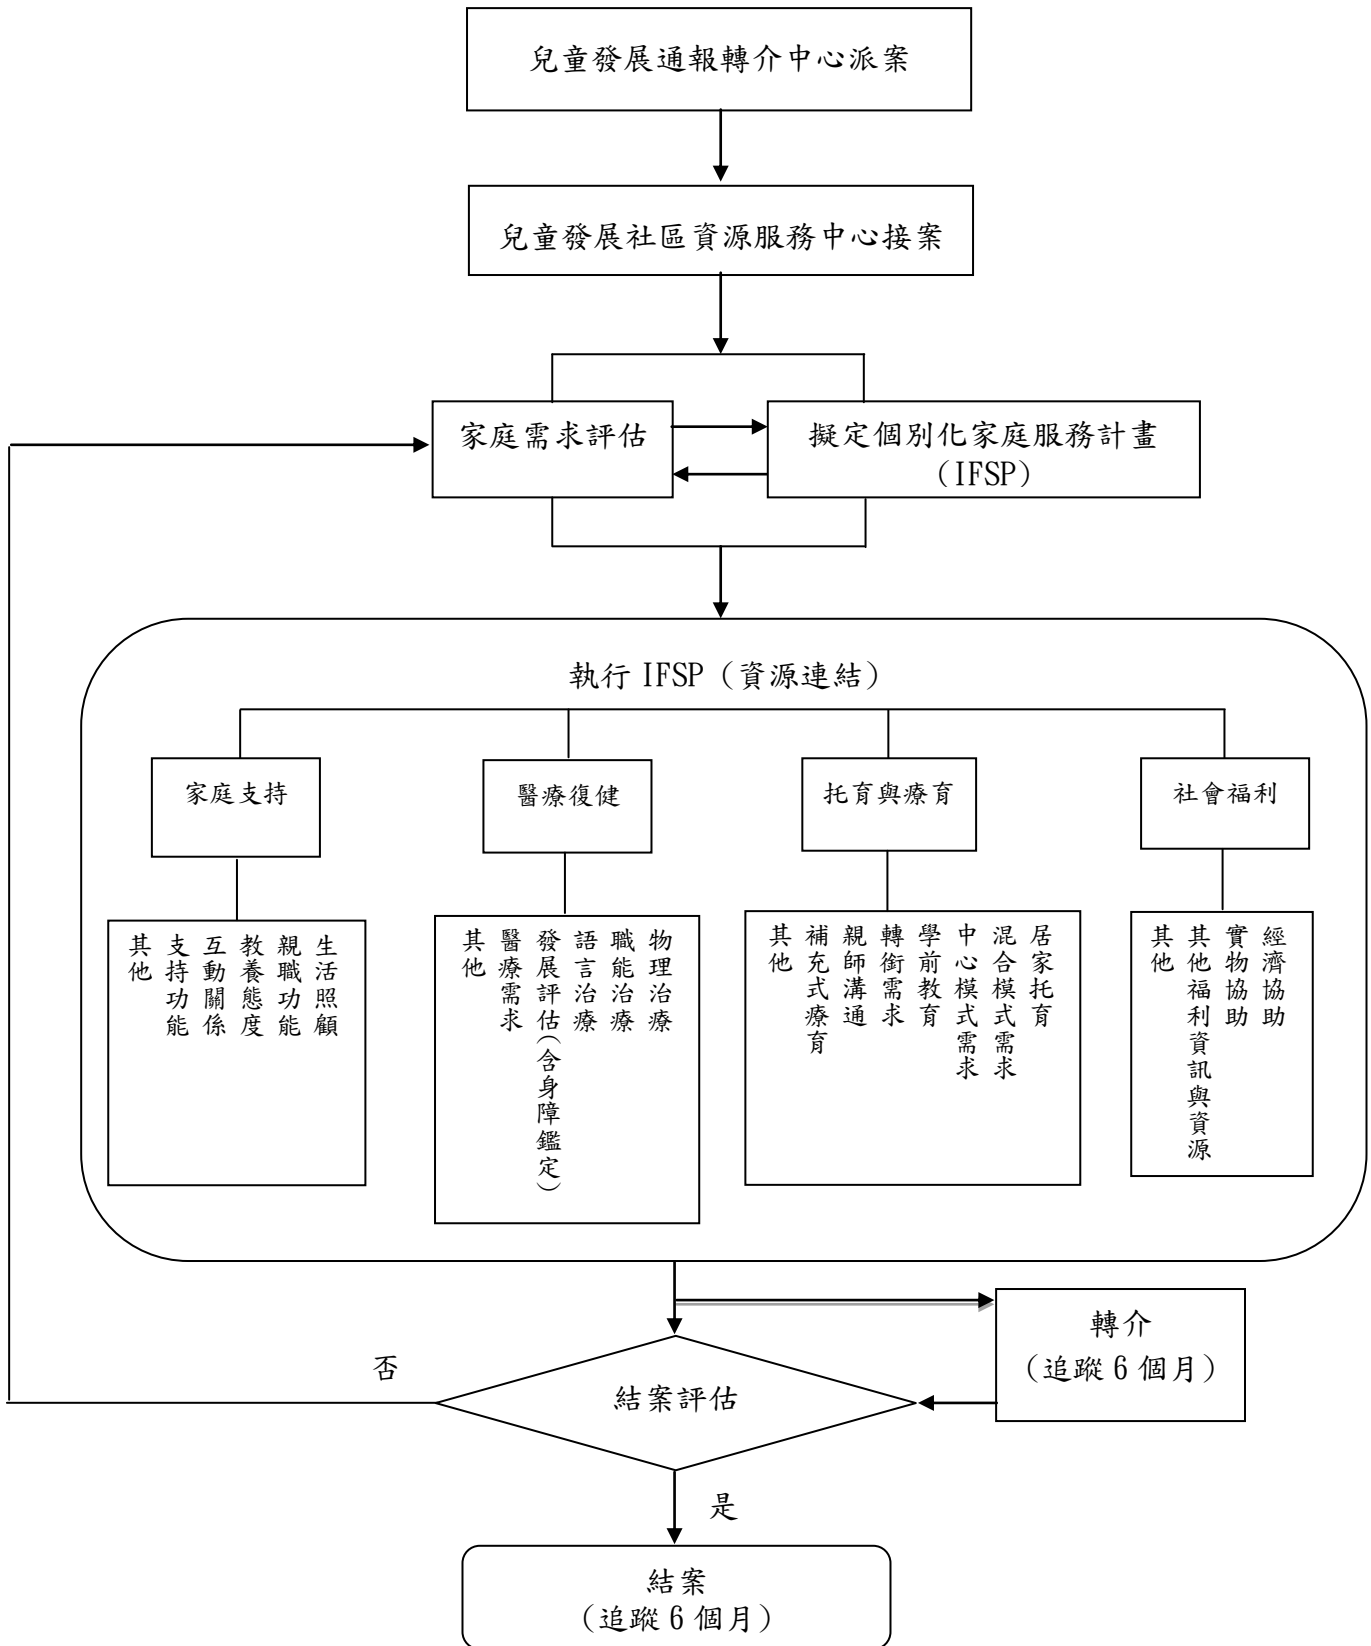 兒童發展通報轉介中心派案
兒童發展社區資源服務中心接案
家庭需求評估
擬定個別化家庭服務計畫
（IFSP）
執行 IFSP（資源連結）
家庭支持
醫療復健
托育與療育
社會福利
生活照顧
親職功能
教養態度
互動關係
支持功能
其他
物理治療
職能治療
語言治療
發展評估(含身障鑑定)
醫療需求
其他
居家托育
混合模式需求
中心模式需求
學前教育
轉銜需求
親師溝通
補充式療育
其他
經濟協助
實物協助
其他福利資訊與資源
其他
轉介
（追蹤 6 個月）
否
結案評估
是
結案
（追蹤 6 個月）